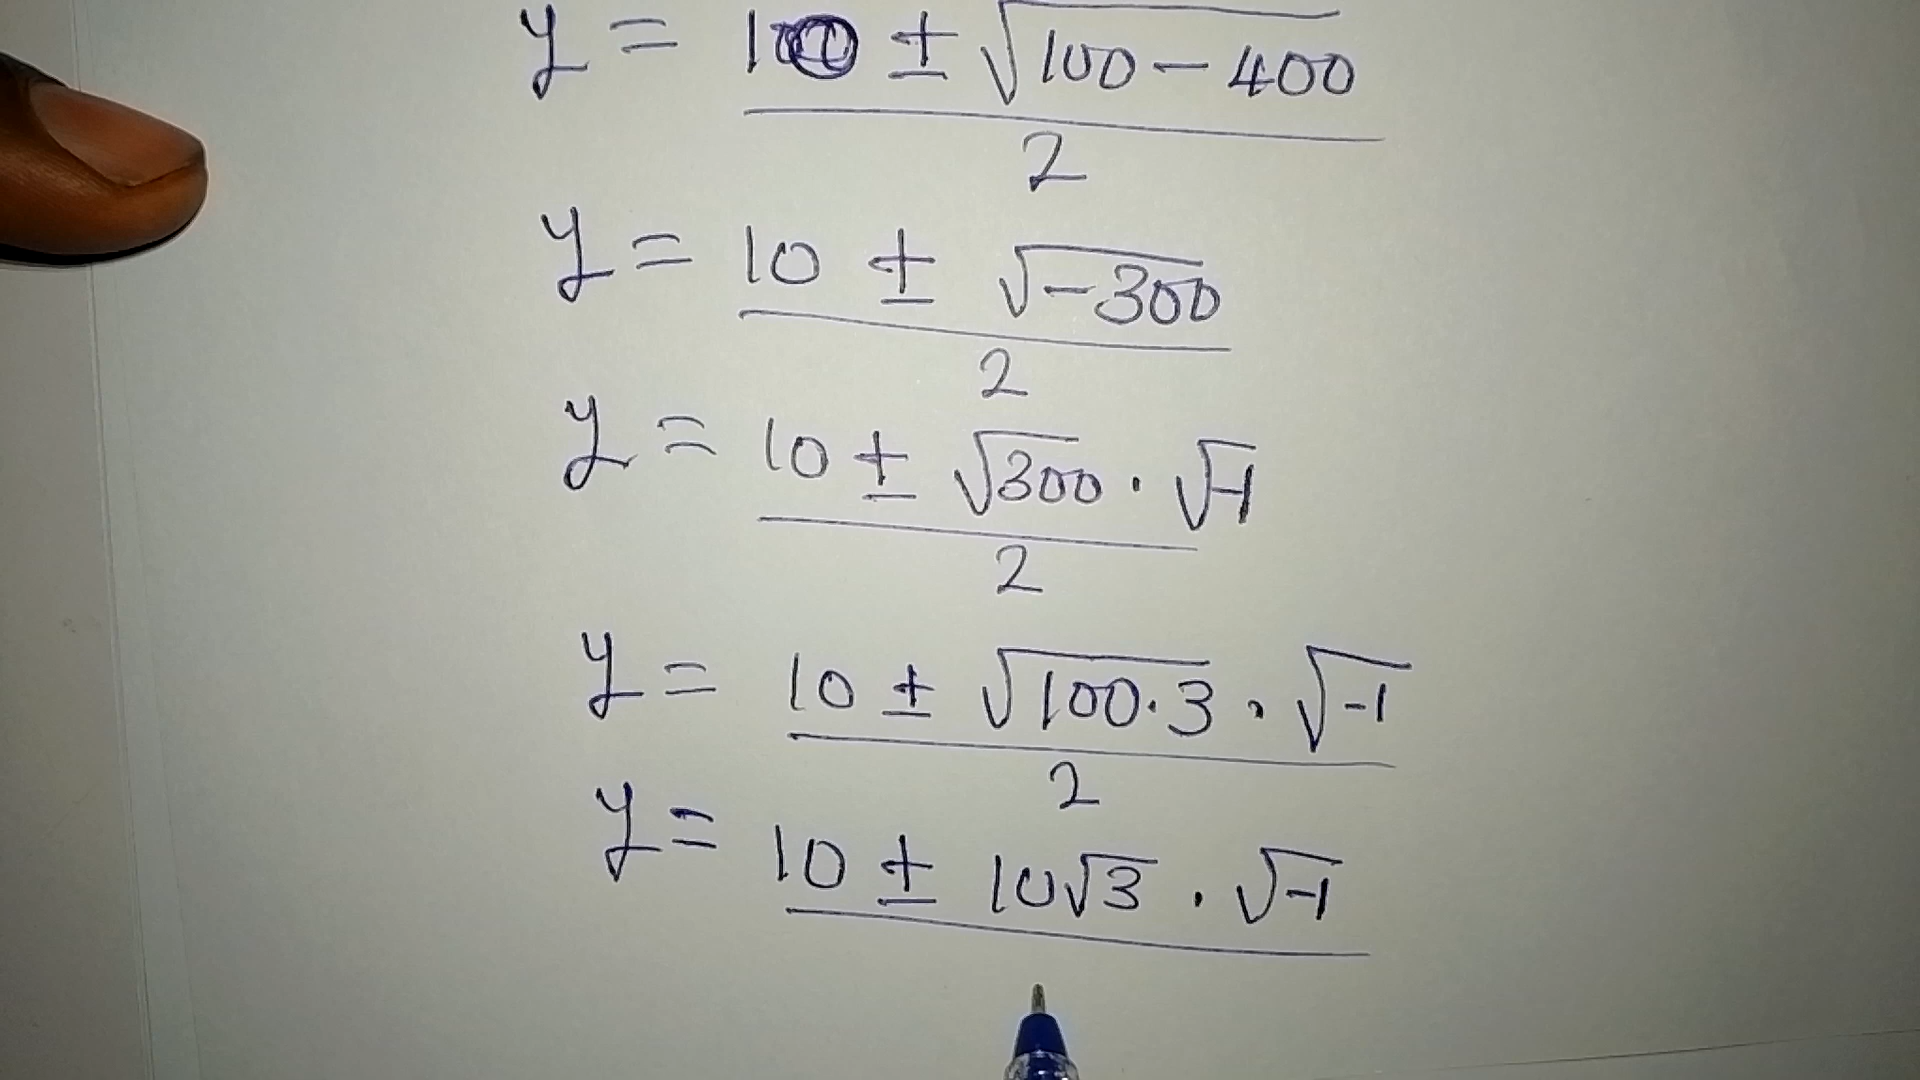 y = 10 ± √100 - 400
2
y = 10 ± √-300
2
y = 10 ± √300 · √-1
2
y = 10 ± √100·3 · √-1
2
y = 10 ± 10√3 · √-1